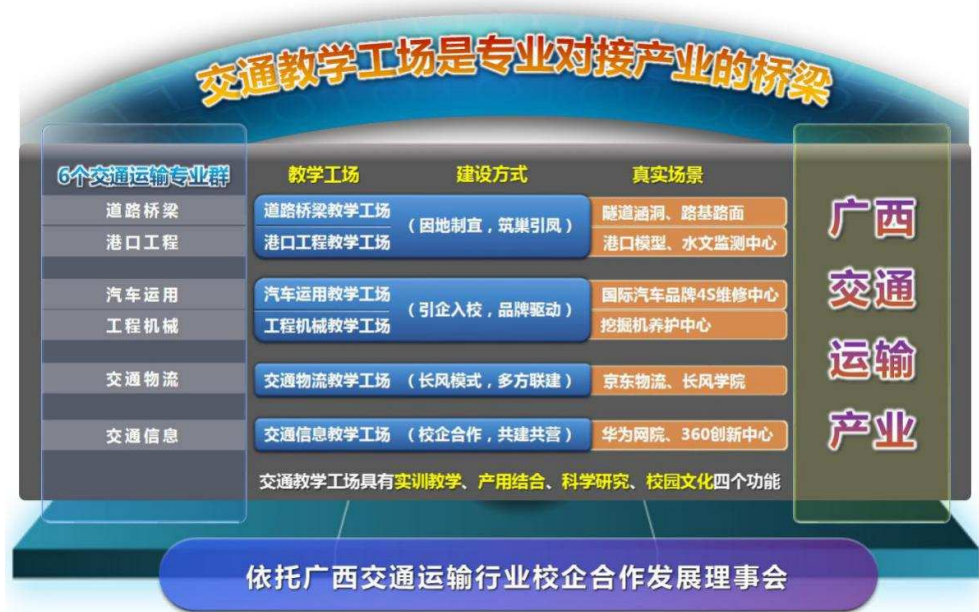 交通教学工场是专业对接产业的桥梁
6个交通运输专业群 教学工场 建设方式 真实场景
道路桥梁 道路桥梁教学工场 (因地制宜，筑巢引凤) 隧道涵洞、路基路面
港口工程 港口工程教学工场 港口模型、水文监测中心
汽车运用 汽车运用教学工场 (引企入校，品牌驱动) 国际汽车品牌4S维修中心
工程机械 工程机械教学工场 挖掘机养护中心
交通物流 交通物流教学工场 (长风模式，多方联建) 京东物流、长风学院
交通信息 交通信息教学工场 (校企合作，共建共营) 华为网院、360创新中心
交通教学工场具有实训教学、产用结合、科学研究、校园文化四个功能
广西
交通
运输
产业
依托广西交通运输行业校企合作发展理事会